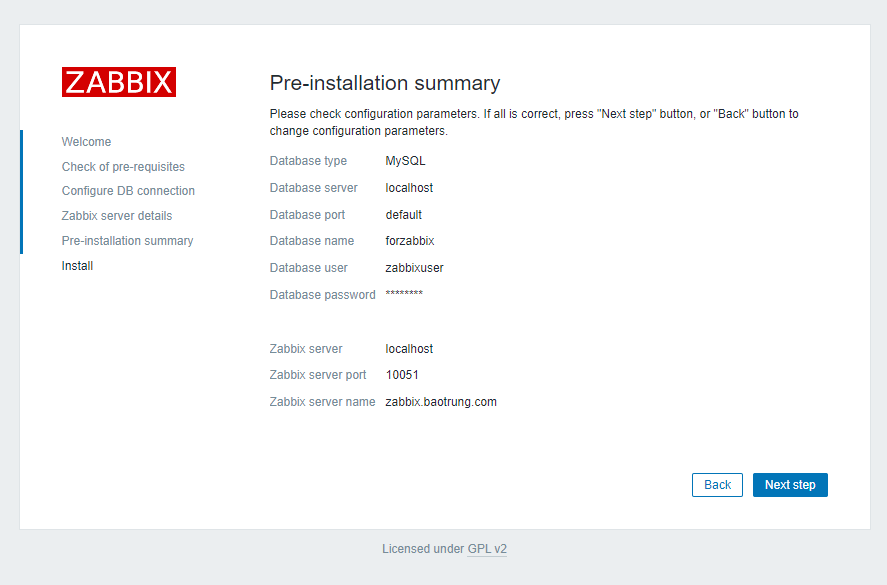 ZABBIX
Welcome
Check of pre-requisites
Configure DB connection
Zabbix server details
Pre-installation summary
Install
Pre-installation summary
Please check configuration parameters. If all is correct, press "Next step" button, or "Back" button to
change configuration parameters.
Database type MySQL
Database server localhost
Database port default
Database name forzabbix
Database user zabbixuser
Database password ********
Zabbix server localhost
Zabbix server port 10051
Zabbix server name zabbix.baotrung.com
Back Next step
Licensed under GPL v2